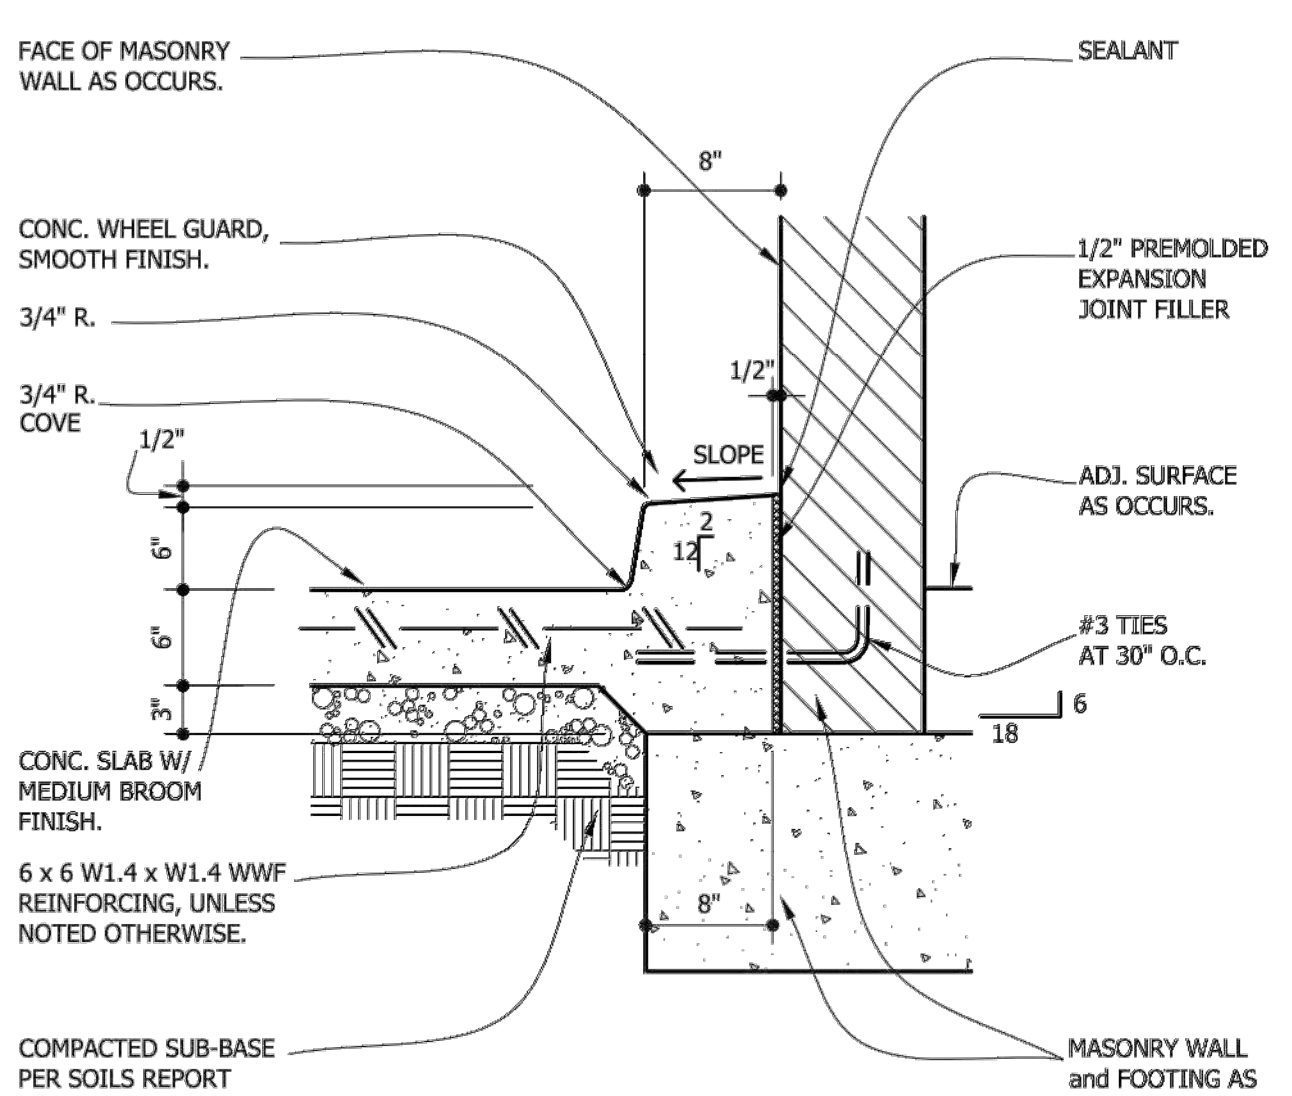 FACE OF MASONRY
WALL AS OCCURS.
SEALANT
8"
CONC. WHEEL GUARD,
SMOOTH FINISH.
1/2" PREMOLDED
EXPANSION
JOINT FILLER
3/4" R.
1/2"
3/4" R.
COVE
1/2"
SLOPE
ADJ. SURFACE
AS OCCURS.
2
12
6"
6"
3"
#3 TIES
AT 30" O.C.
6
18
CONC. SLAB W/
MEDIUM BROOM
FINISH.
6 x 6 W1.4 x W1.4 WWF
REINFORCING, UNLESS
NOTED OTHERWISE.
8"
COMPACTED SUB-BASE
PER SOILS REPORT
MASONRY WALL
and FOOTING AS